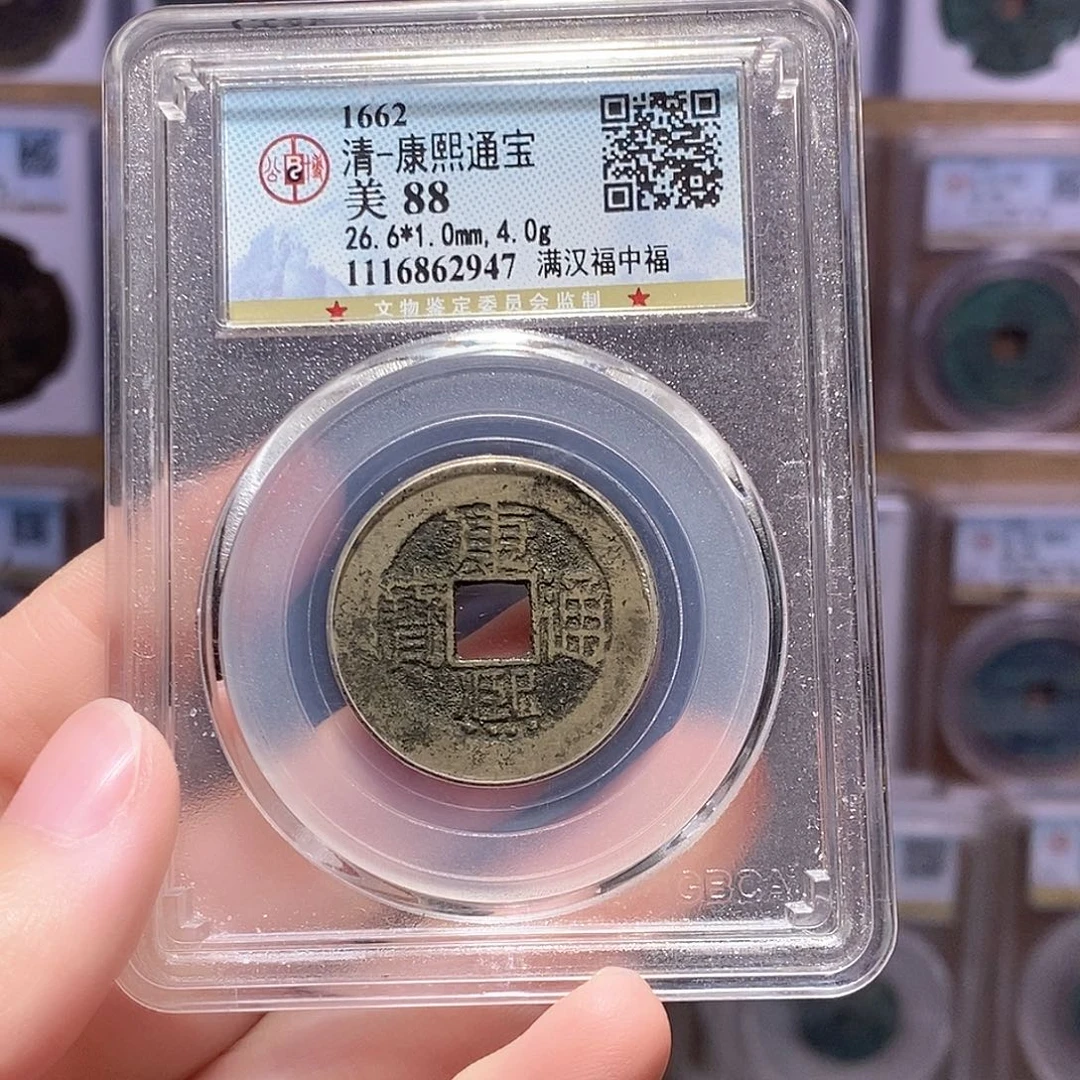 1662
清-康熙通宝
美 88
26.6*1.0mm,4.0g
1116862947 满汉福中福
★ 文物鉴定委员会监制 ★
康
寶 通
熙
GBCA